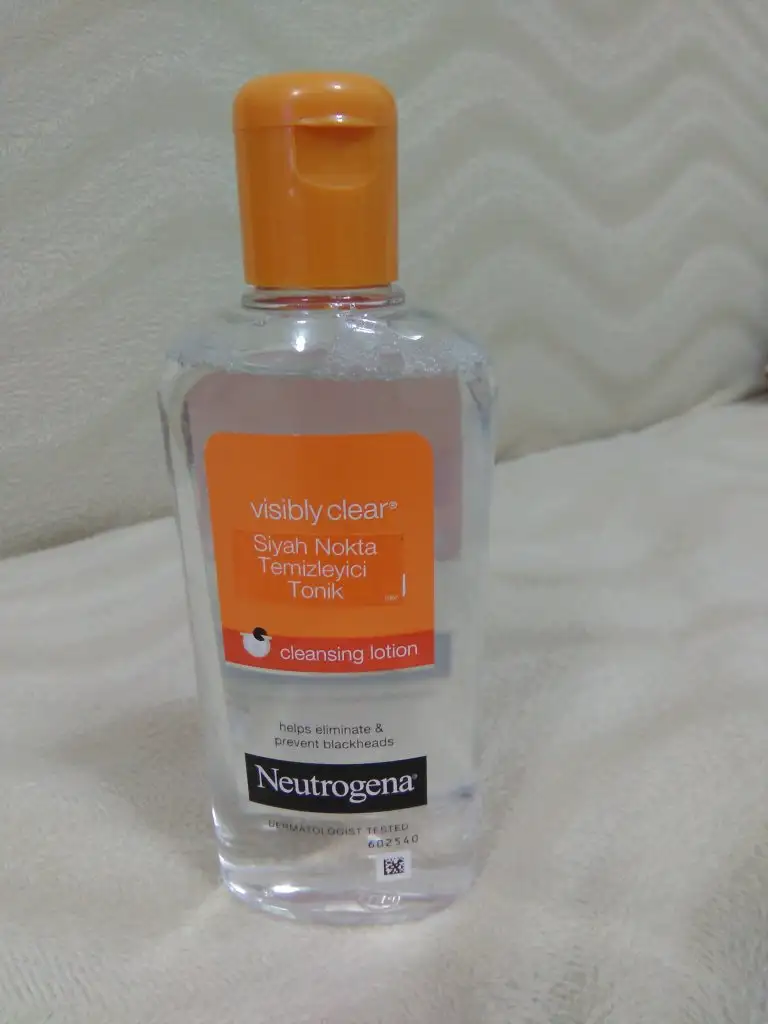 visibly clear®
Siyah Nokta
Temizleyici
Tonik
cleansing lotion
helps eliminate &
prevent blackheads
Neutrogena®
DERMATOLOGIST TESTED
602540